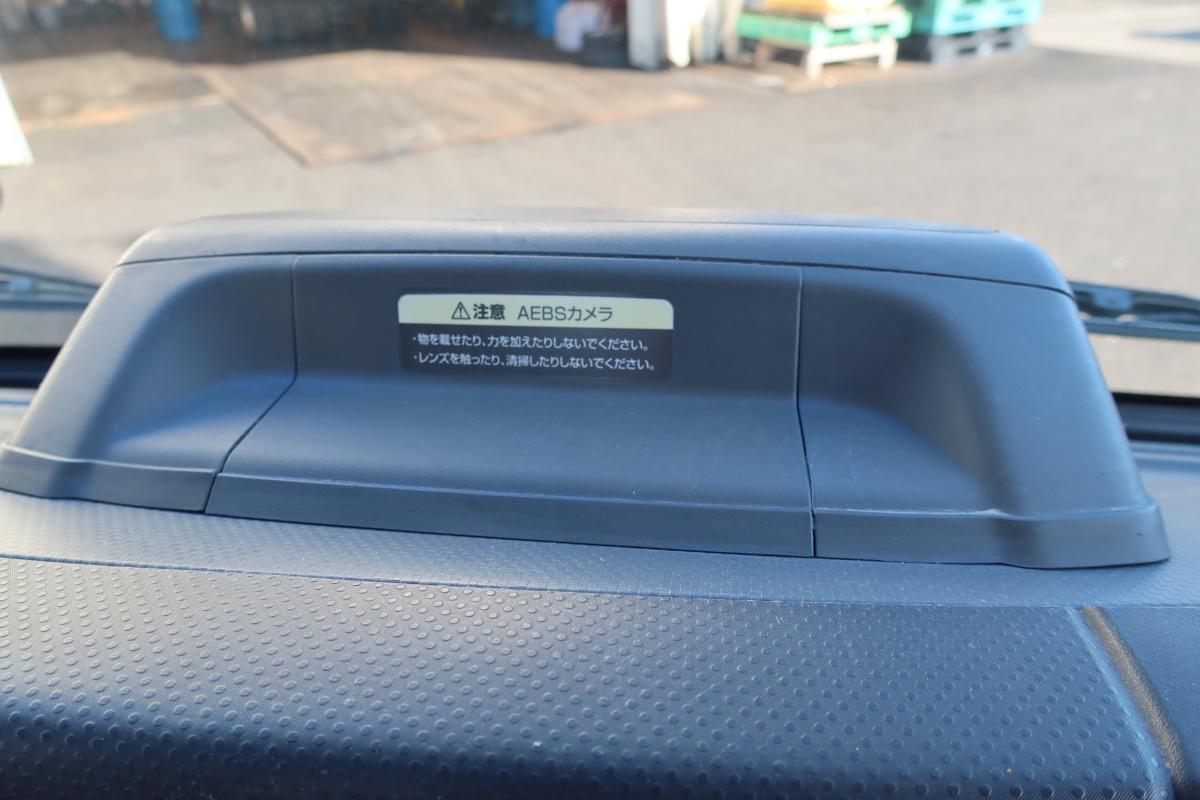 ⚠注意 AEBSカメラ
・物を載せたり、力を加えたりしないでください。
・レンズを触ったり、清掃したりしないでください。